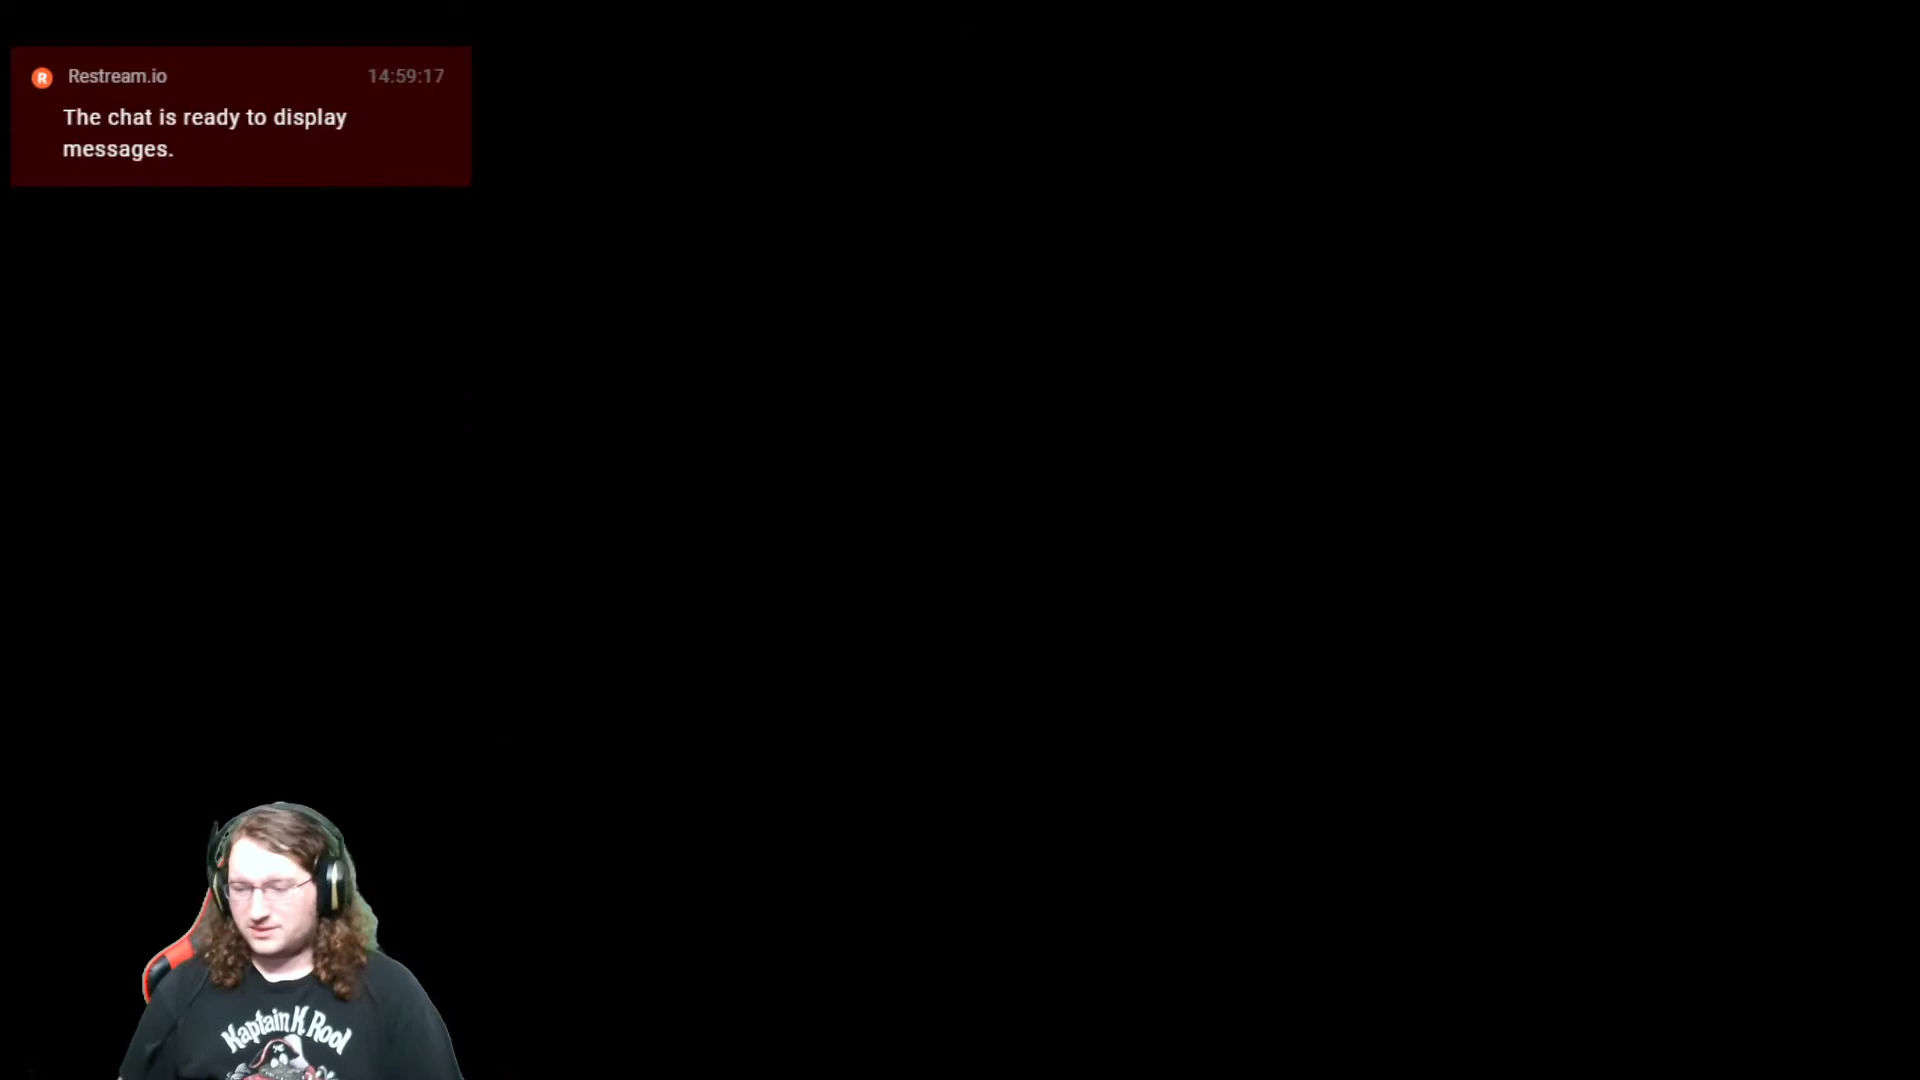 R Restream.io 14:59:17
The chat is ready to display
messages.
Kaptain K. Rool